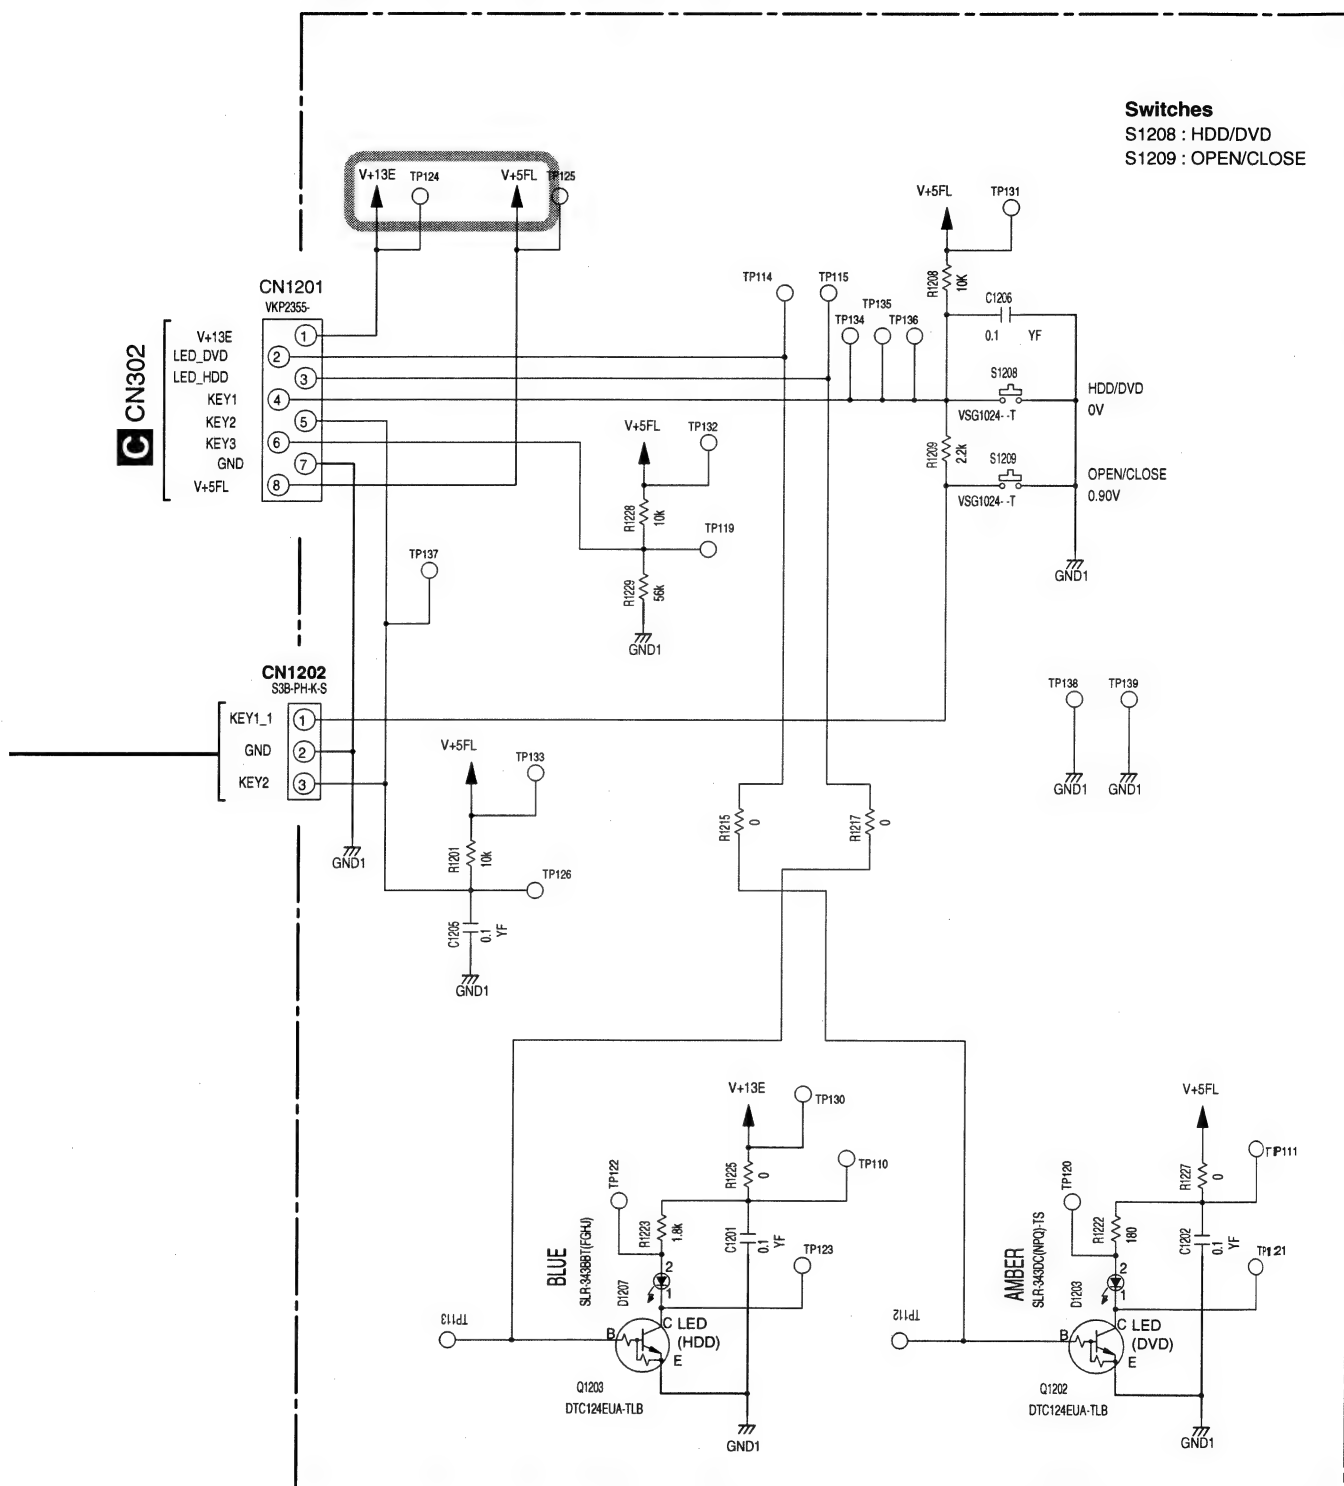 Switches
S1208 : HDD/DVD
S1209 : OPEN/CLOSE
V+13E
TP124
V+5FL
TP125
V+5FL
TP131
R1208
10K
C1206
0.1
YF
TP114
TP115
TP135
TP134
TP136
CN1201
VKP2355-
C CN302
V+13E
1
LED_DVD
2
LED_HDD
3
KEY1
4
KEY2
5
KEY3
6
GND
7
V+5FL
8
S1208
VSG1024- -T
HDD/DVD
0V
V+5FL
TP132
R1209
2.2k
S1209
VSG1024- -T
OPEN/CLOSE
0.90V
R1228
10k
TP119
R1229
56k
GND1
GND1
TP137
CN1202
S3B-PH-K-S
KEY1_1
1
GND
2
KEY2
3
GND1
TP138
TP139
GND1
GND1
V+5FL
TP133
R1201
10k
TP126
C1205
0.1
YF
GND1
R1215
0
R1217
0
V+13E
TP130
R1225
0
TP110
TP122
R1223
1.8k
C1201
0.1
YF
TP123
BLUE
SLR-343BBT(FGHJ)
D1207
2
1
TP113
B
C
E
LED
(HDD)
Q1203
DTC124EUA-TLB
GND1
V+5FL
TP111
R1227
0
TP120
R1222
180
C1202
0.1
YF
TP121
AMBER
SLR-343DC(NPQ)-TS
D1203
2
1
TP112
B
C
E
LED
(DVD)
Q1202
DTC124EUA-TLB
GND1